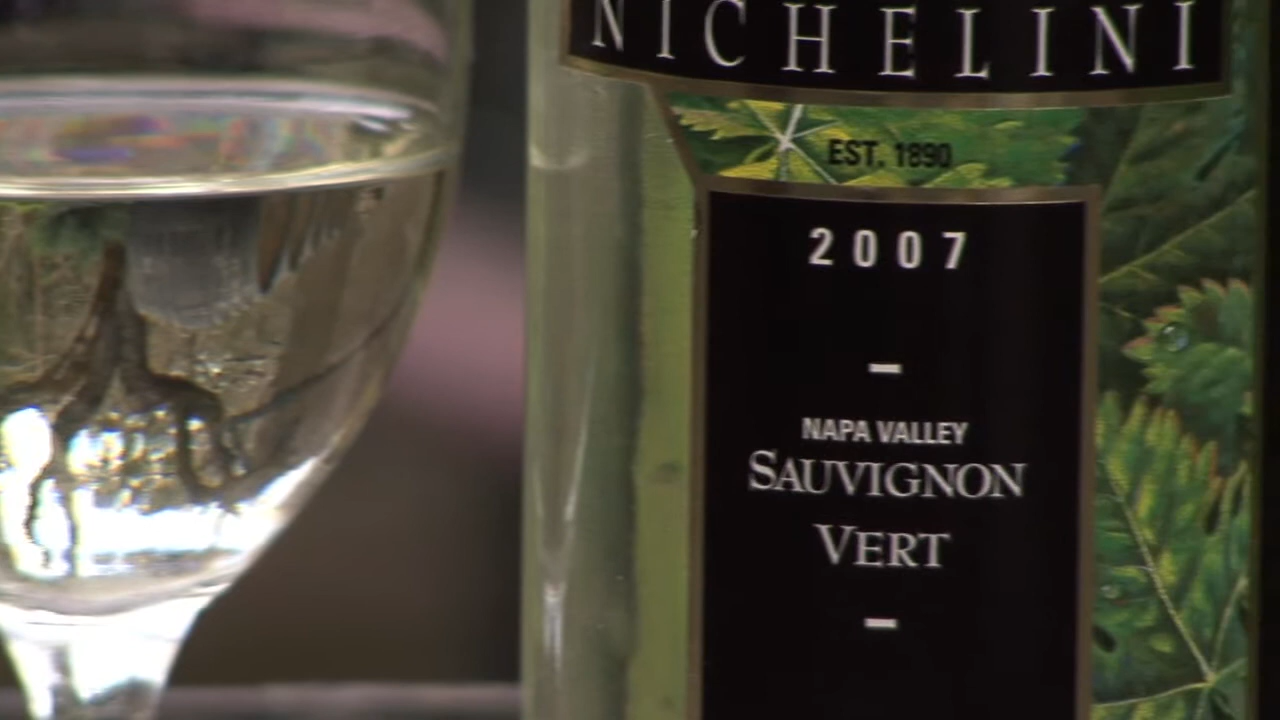 NICHELINI
EST. 1890
2007
NAPA VALLEY
SAUVIGNON
VERT